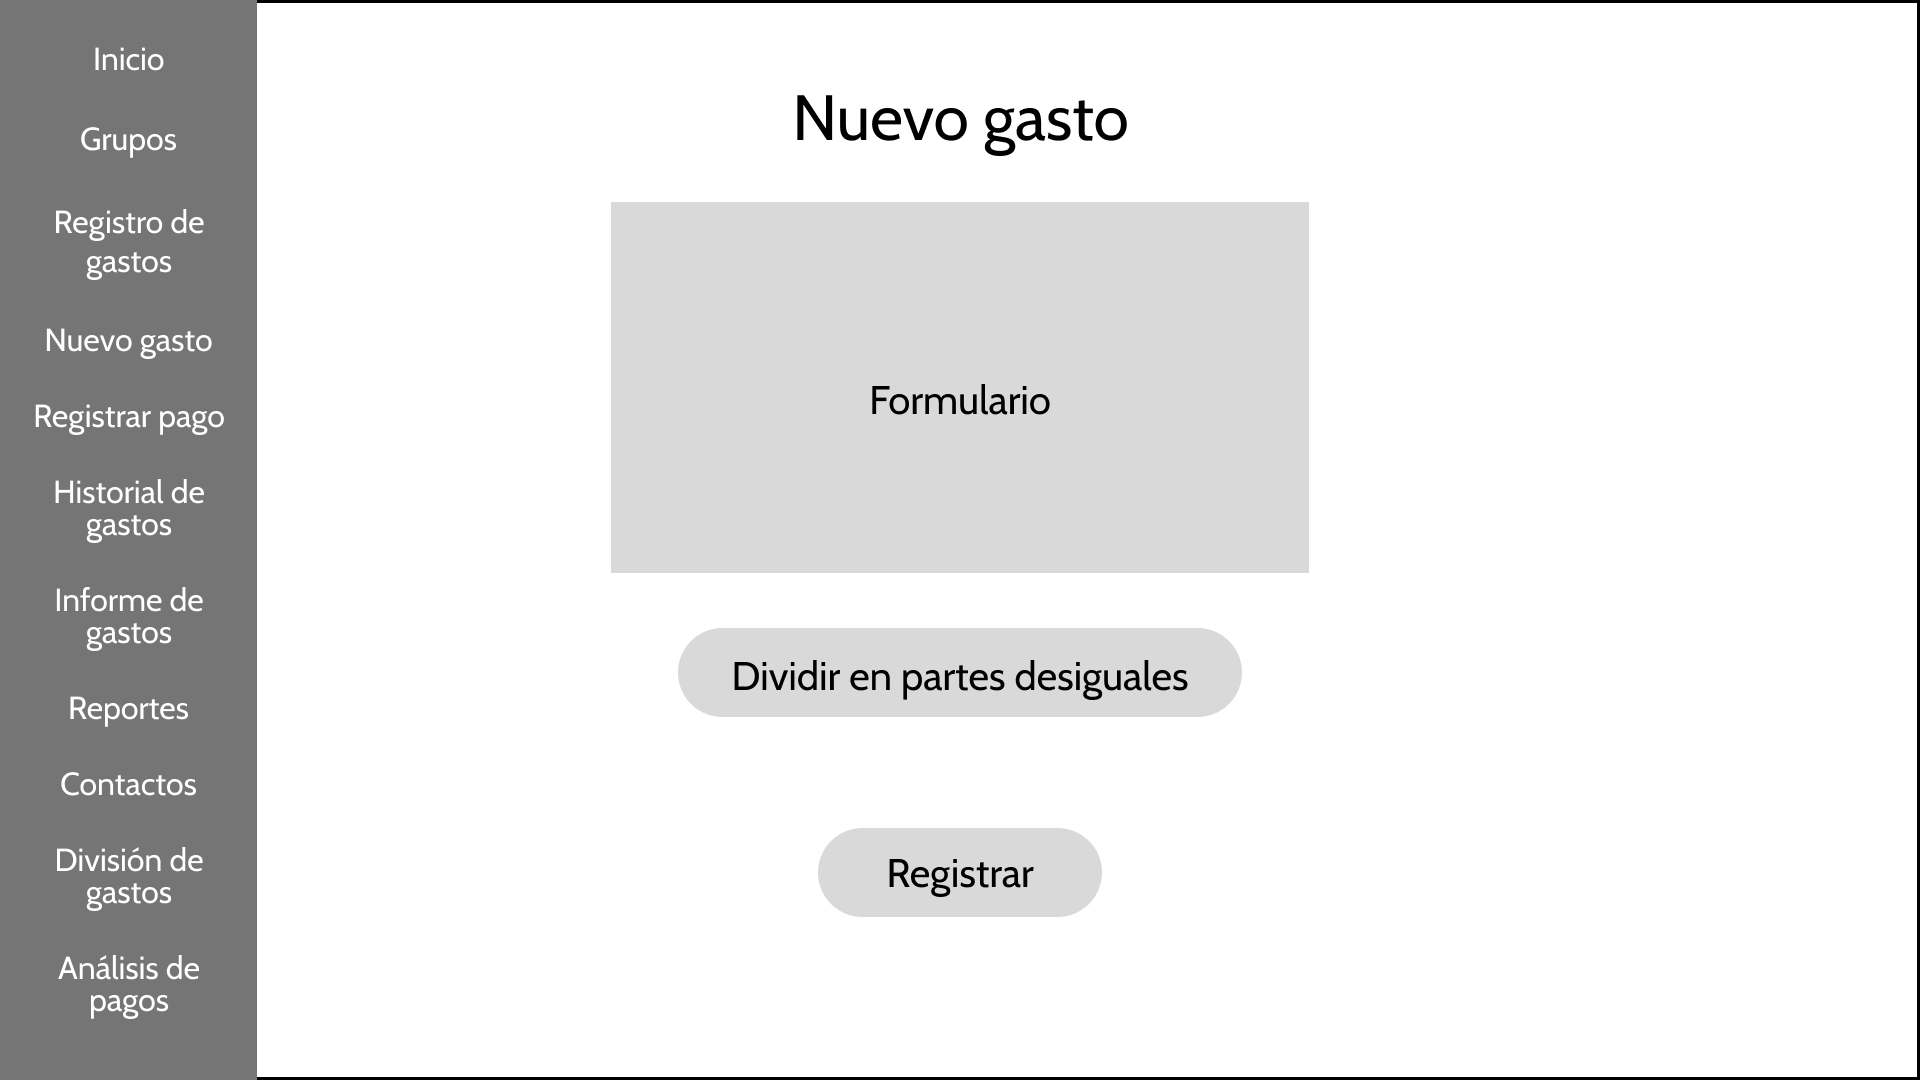 Inicio
Grupos
Registro de
gastos
Nuevo gasto
Registrar pago
Historial de
gastos
Informe de
gastos
Reportes
Contactos
División de
gastos
Análisis de
pagos
Nuevo gasto
Formulario
Dividir en partes desiguales
Registrar